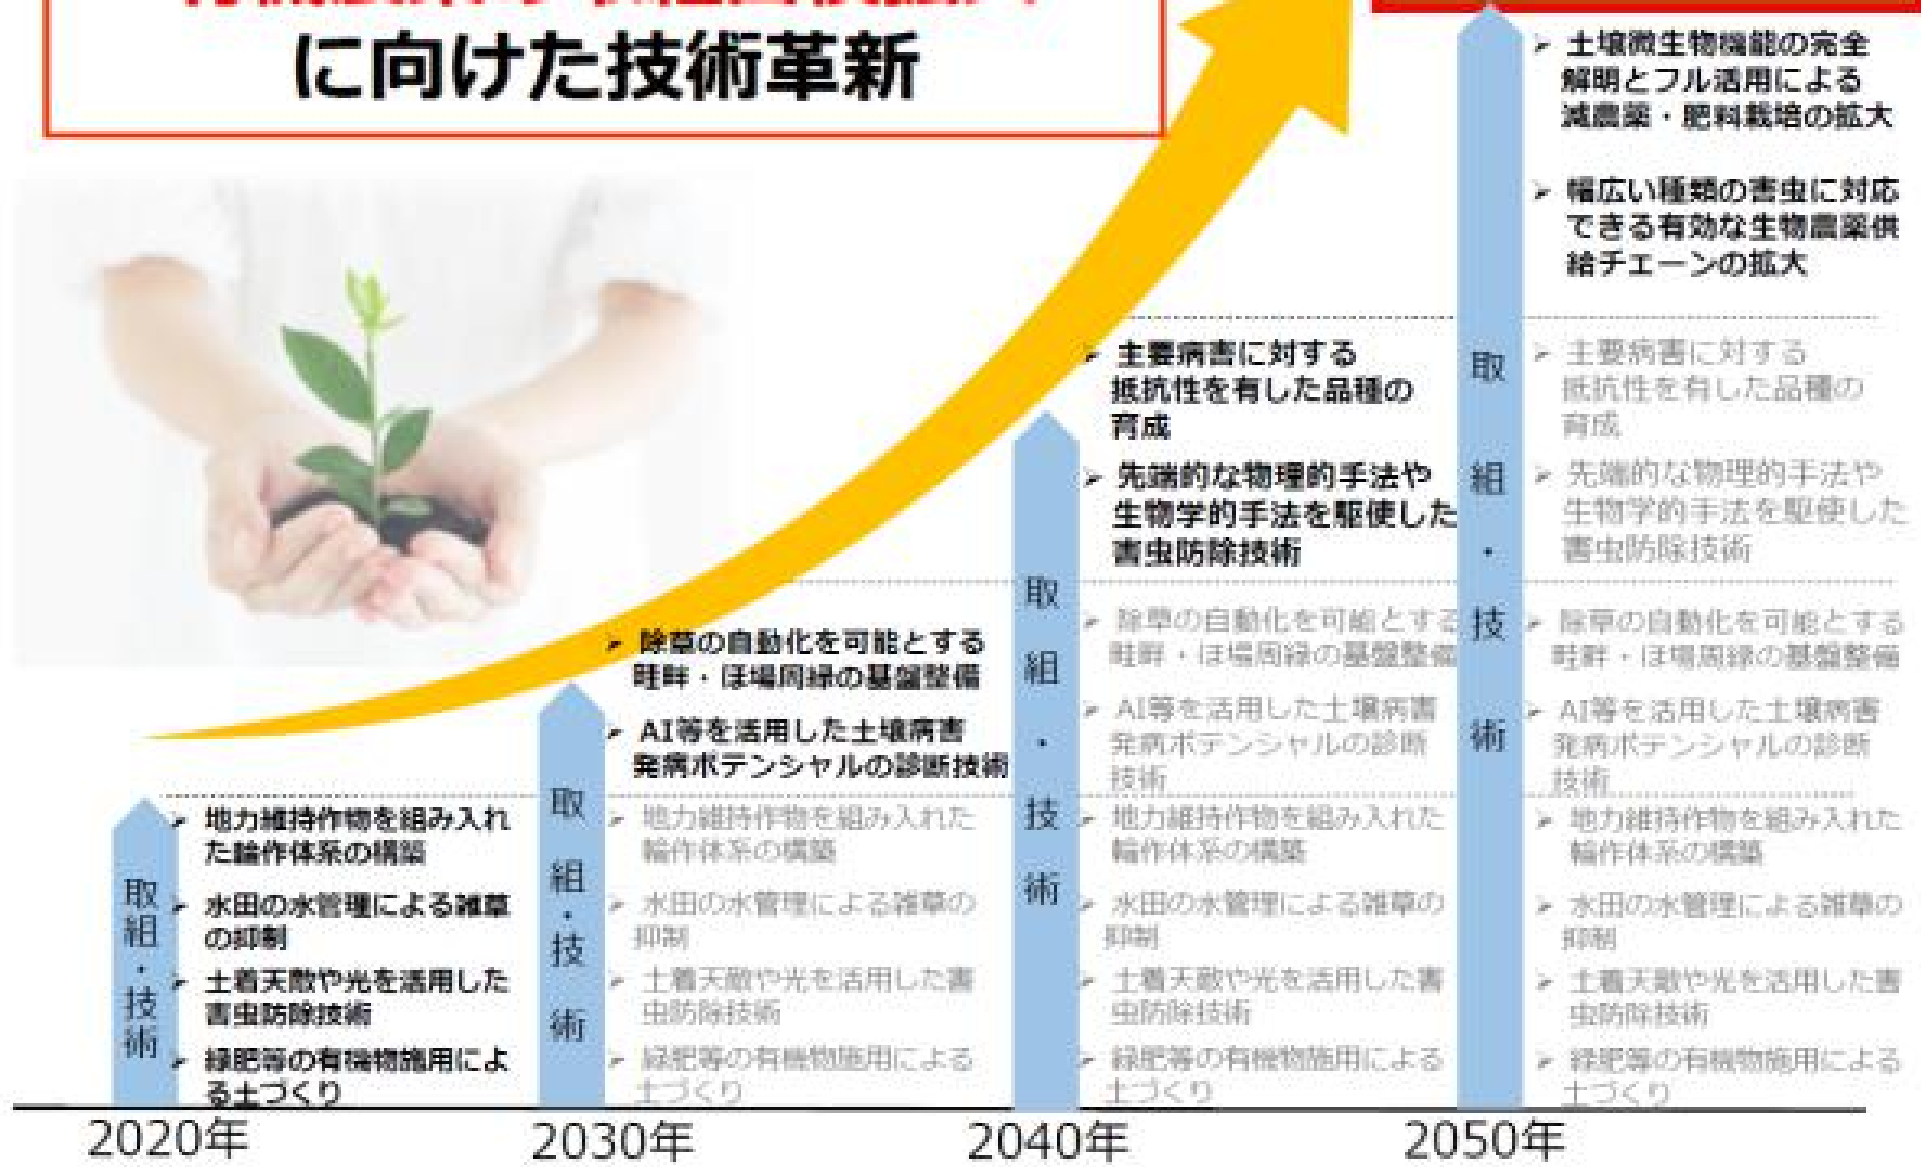 に向けた技術革新
➢ 土壌微生物機能の完全
解明とフル活用による
減農薬・肥料栽培の拡大
➢ 幅広い種類の害虫に対応
できる有効な生物農薬供
給チェーンの拡大
➢ 主要病害に対する
抵抗性を有した品種の
育成
➢ 先端的な物理的手法や
生物学的手法を駆使した
害虫防除技術
取組・技術
➢ 主要病害に対する
抵抗性を有した品種の
育成
➢ 先端的な物理的手法や
生物学的手法を駆使した
害虫防除技術
➢ 除草の自動化を可能とする
畦畔・ほ場周縁の基盤整備
➢ AI等を活用した土壌病害
発病ポテンシャルの診断技術
取組・技術
➢ 除草の自動化を可能とする
畦畔・ほ場周縁の基盤整備
➢ AI等を活用した土壌病害
発病ポテンシャルの診断
技術
➢ 除草の自動化を可能とする
畦畔・ほ場周縁の基盤整備
➢ AI等を活用した土壌病害
発病ポテンシャルの診断
技術
取組・技術
➢ 地力維持作物を組み入れ
た輪作体系の構築
➢ 水田の水管理による雑草
の抑制
➢ 土着天敵や光を活用した
害虫防除技術
➢ 緑肥等の有機物施用によ
る土づくり
取組・技術
➢ 地力維持作物を組み入れた
輪作体系の構築
➢ 水田の水管理による雑草の
抑制
➢ 土着天敵や光を活用した害
虫防除技術
➢ 緑肥等の有機物施用による
土づくり
➢ 地力維持作物を組み入れた
輪作体系の構築
➢ 水田の水管理による雑草の
抑制
➢ 土着天敵や光を活用した害
虫防除技術
➢ 緑肥等の有機物施用による
土づくり
➢ 地力維持作物を組み入れた
輪作体系の構築
➢ 水田の水管理による雑草の
抑制
➢ 土着天敵や光を活用した害
虫防除技術
➢ 緑肥等の有機物施用による
土づくり
2020年
2030年
2040年
2050年